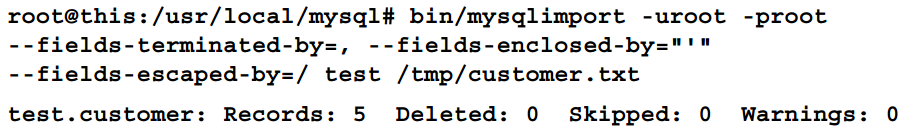 root@this:/usr/local/mysql# bin/mysqlimport -uroot -proot
--fields-terminated-by=, --fields-enclosed-by="'"
--fields-escaped-by=/ test /tmp/customer.txt
test.customer: Records: 5  Deleted: 0  Skipped: 0  Warnings: 0